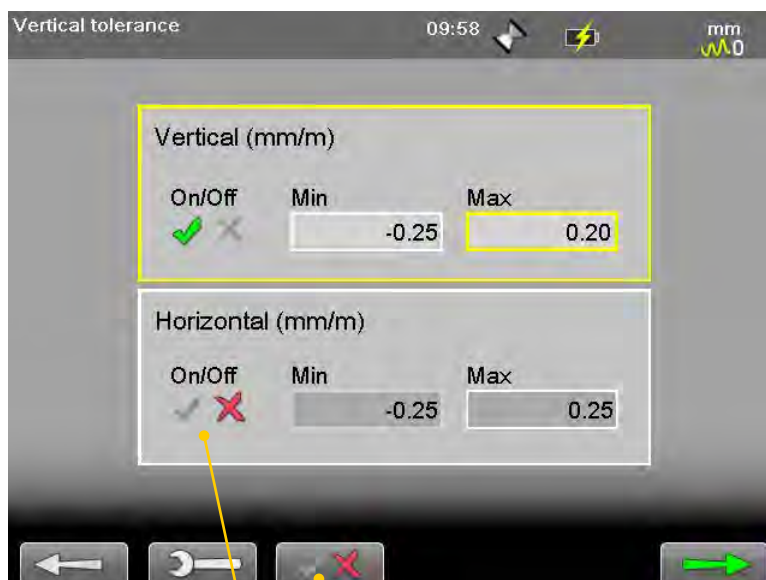 Vertical tolerance 09:58 mm
0
Vertical (mm/m)
On/Off Min Max
-0.25 0.20
Horizontal (mm/m)
On/Off Min Max
-0.25 0.25